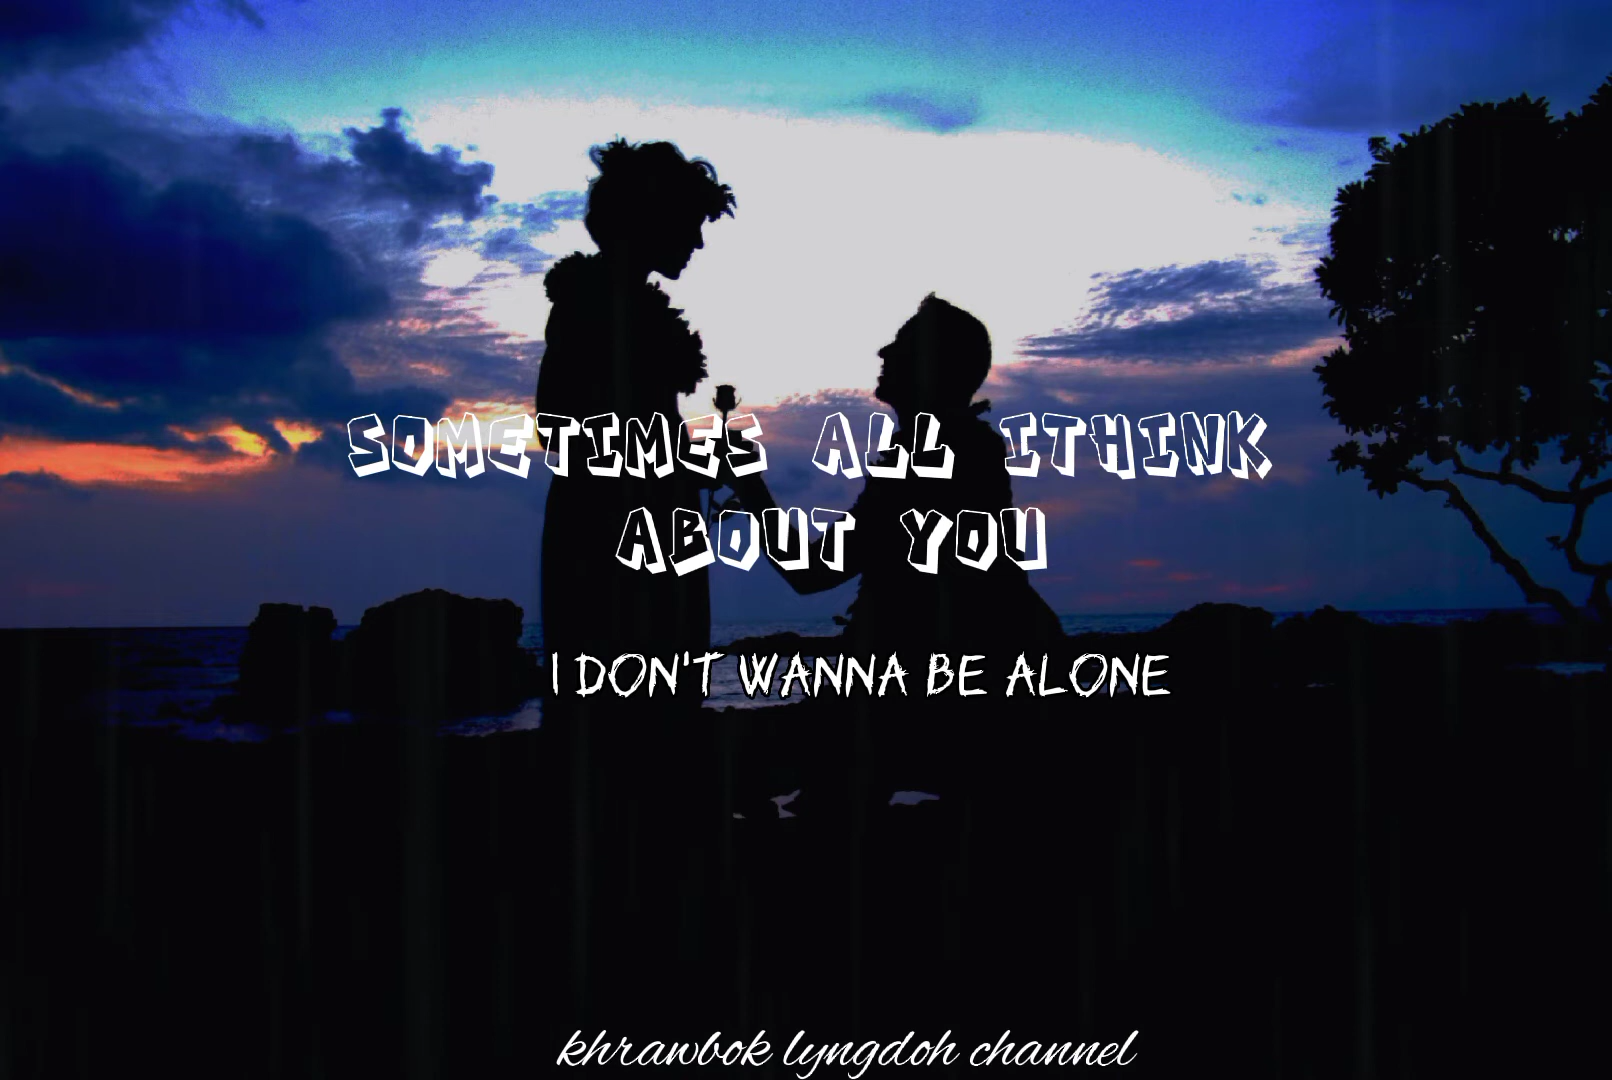 SOMETIMES ALL ITHINK
ABOUT YOU
I DON'T WANNA BE ALONE
khrawbok lyngdoh channel